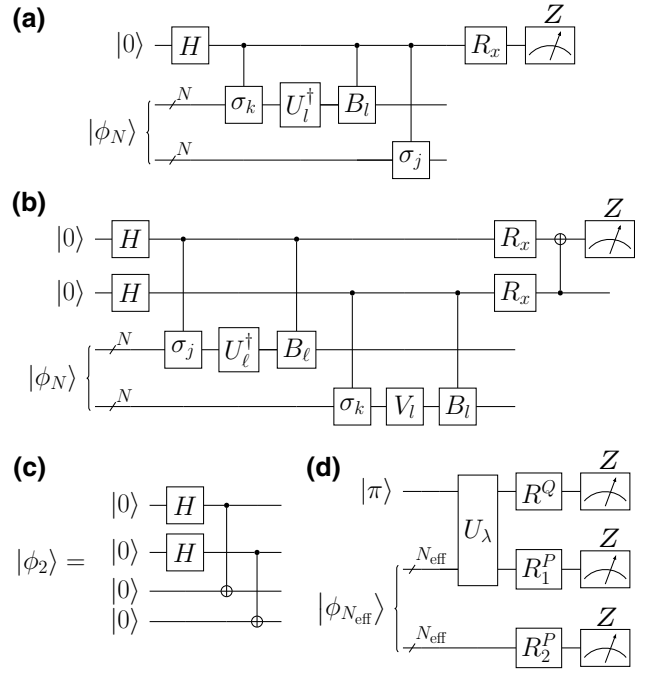 (a)
Z
|0⟩ H R_x
N
σ_k U_l^† B_l
|ϕ_N⟩
N
σ_j
(b)
Z
|0⟩ H R_x
|0⟩ H R_x
N
σ_j U_ℓ^† B_ℓ
|ϕ_N⟩
N
σ_k V_l B_l
(c)
|0⟩ H
|0⟩ H
|ϕ_2⟩ =
|0⟩
|0⟩
(d)
Z
|π⟩ R^Q
U_λ
Z
N_eff R_1^P
|ϕ_{N_eff}⟩
Z
N_eff R_2^P